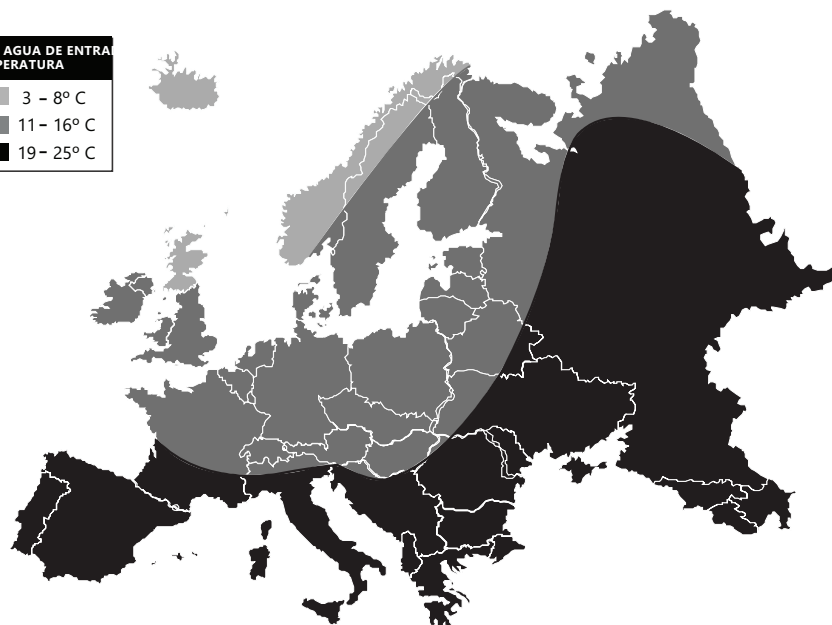 AGUA DE ENTRA
PERATURA
3 – 8º C
11 – 16º C
19 – 25º C